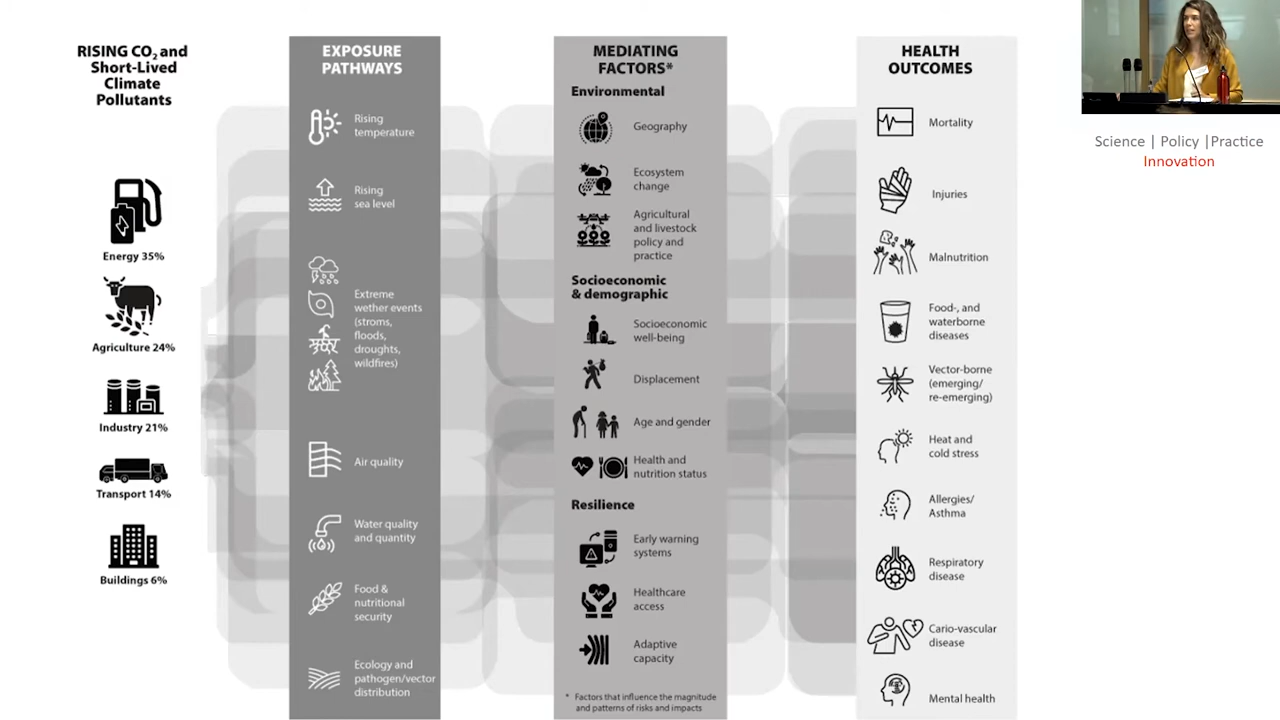 RISING CO₂ and
Short-Lived
Climate
Pollutants
Energy 35%
Agriculture 24%
Industry 21%
Transport 14%
Buildings 6%
EXPOSURE
PATHWAYS
Rising
temperature
Rising
sea level
Extreme
wether events
(stroms,
floods,
droughts,
wildfires)
Air quality
Water quality
and quantity
Food &
nutritional
security
Ecology and
pathogen/vector
distribution
MEDIATING
FACTORS*
Environmental
Geography
Ecosystem
change
Agricultural
and livestock
policy and
practice
Socioeconomic
& demographic
Socioeconomic
well-being
Displacement
Age and gender
Health and
nutrition status
Resilience
Early warning
systems
Healthcare
access
Adaptive
capacity
* Factors that influence the magnitude
and patterns of risks and impacts
HEALTH
OUTCOMES
Mortality
Injuries
Malnutrition
Food-, and
waterborne
diseases
Vector-borne
(emerging/
re-emerging)
Heat and
cold stress
Allergies/
Asthma
Respiratory
disease
Cario-vascular
disease
Mental health
Science | Policy |Practice
Innovation